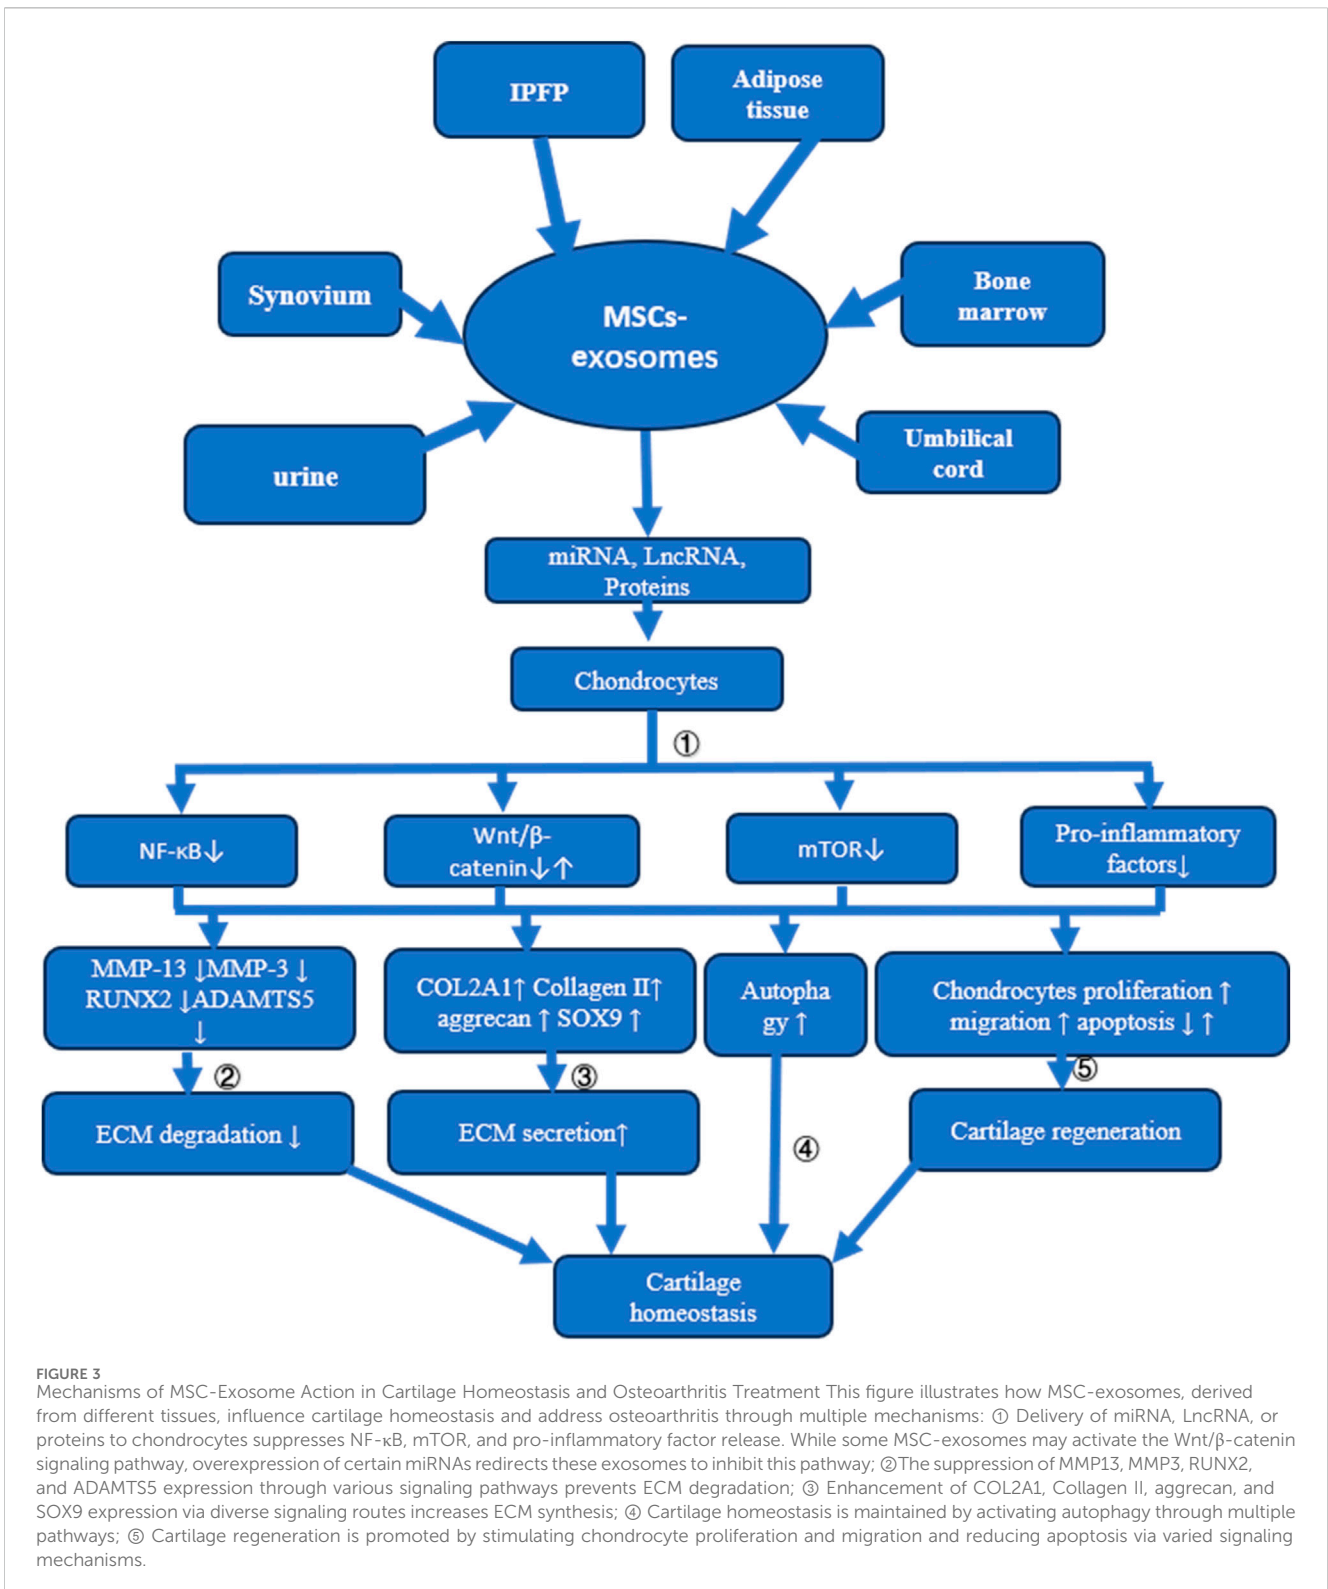 IPFP
Adipose
tissue
Synovium
MSCs-
exosomes
Bone
marrow
urine
Umbilical
cord
miRNA, LncRNA,
Proteins
Chondrocytes
①
NF-κB↓
Wnt/β-
catenin↓↑
mTOR↓
Pro-inflammatory
factors↓
MMP-13 ↓MMP-3 ↓
RUNX2 ↓ADAMTS5
↓
COL2A1↑ Collagen II↑
aggrecan ↑ SOX9 ↑
Autopha
gy ↑
Chondrocytes proliferation ↑
migration ↑ apoptosis ↓ ↑
②
③
⑤
ECM degradation ↓
ECM secretion↑
④
Cartilage regeneration
Cartilage
homeostasis
FIGURE 3
Mechanisms of MSC-Exosome Action in Cartilage Homeostasis and Osteoarthritis Treatment This figure illustrates how MSC-exosomes, derived
from different tissues, influence cartilage homeostasis and address osteoarthritis through multiple mechanisms: ① Delivery of miRNA, LncRNA, or
proteins to chondrocytes suppresses NF-κB, mTOR, and pro-inflammatory factor release. While some MSC-exosomes may activate the Wnt/β-catenin
signaling pathway, overexpression of certain miRNAs redirects these exosomes to inhibit this pathway; ②The suppression of MMP13, MMP3, RUNX2,
and ADAMTS5 expression through various signaling pathways prevents ECM degradation; ③ Enhancement of COL2A1, Collagen II, aggrecan, and
SOX9 expression via diverse signaling routes increases ECM synthesis; ④ Cartilage homeostasis is maintained by activating autophagy through multiple
pathways; ⑤ Cartilage regeneration is promoted by stimulating chondrocyte proliferation and migration and reducing apoptosis via varied signaling
mechanisms.